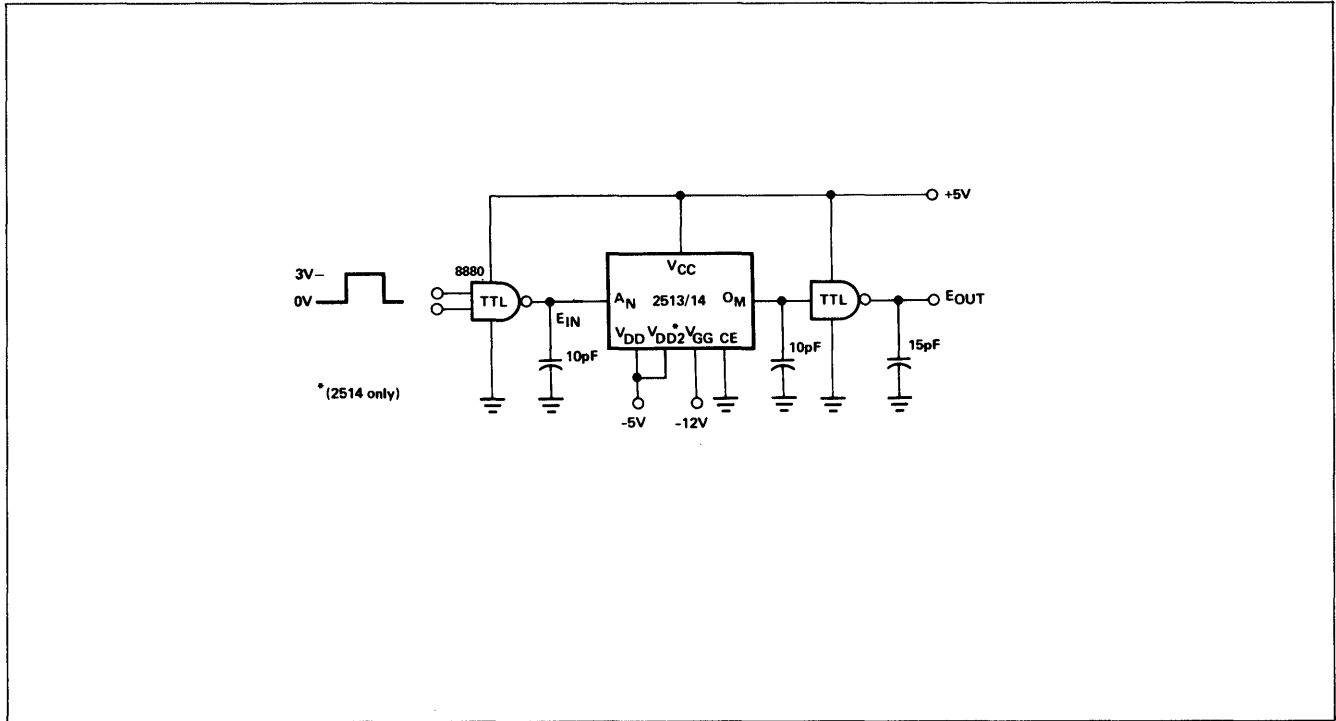 +5V
3V
0V
8880
TTL
EIN
10pF
VCC
AN 2513/14 OM
VDD VDD2* VGG CE
-5V
-12V
10pF
TTL
EOUT
15pF
*(2514 only)